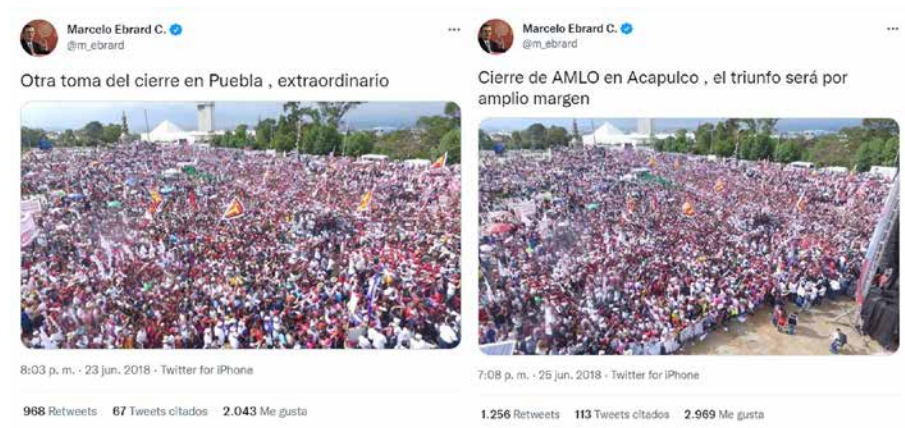 Marcelo Ebrard C.
@m_ebrard
Otra toma del cierre en Puebla , extraordinario
8:03 p. m. · 23 jun. 2018 · Twitter for iPhone
968 Retweets 67 Tweets citados 2.043 Me gusta
Marcelo Ebrard C.
@m_ebrard
Cierre de AMLO en Acapulco , el triunfo será por
amplio margen
7:08 p. m. · 25 jun. 2018 · Twitter for iPhone
1.256 Retweets 113 Tweets citados 2.969 Me gusta